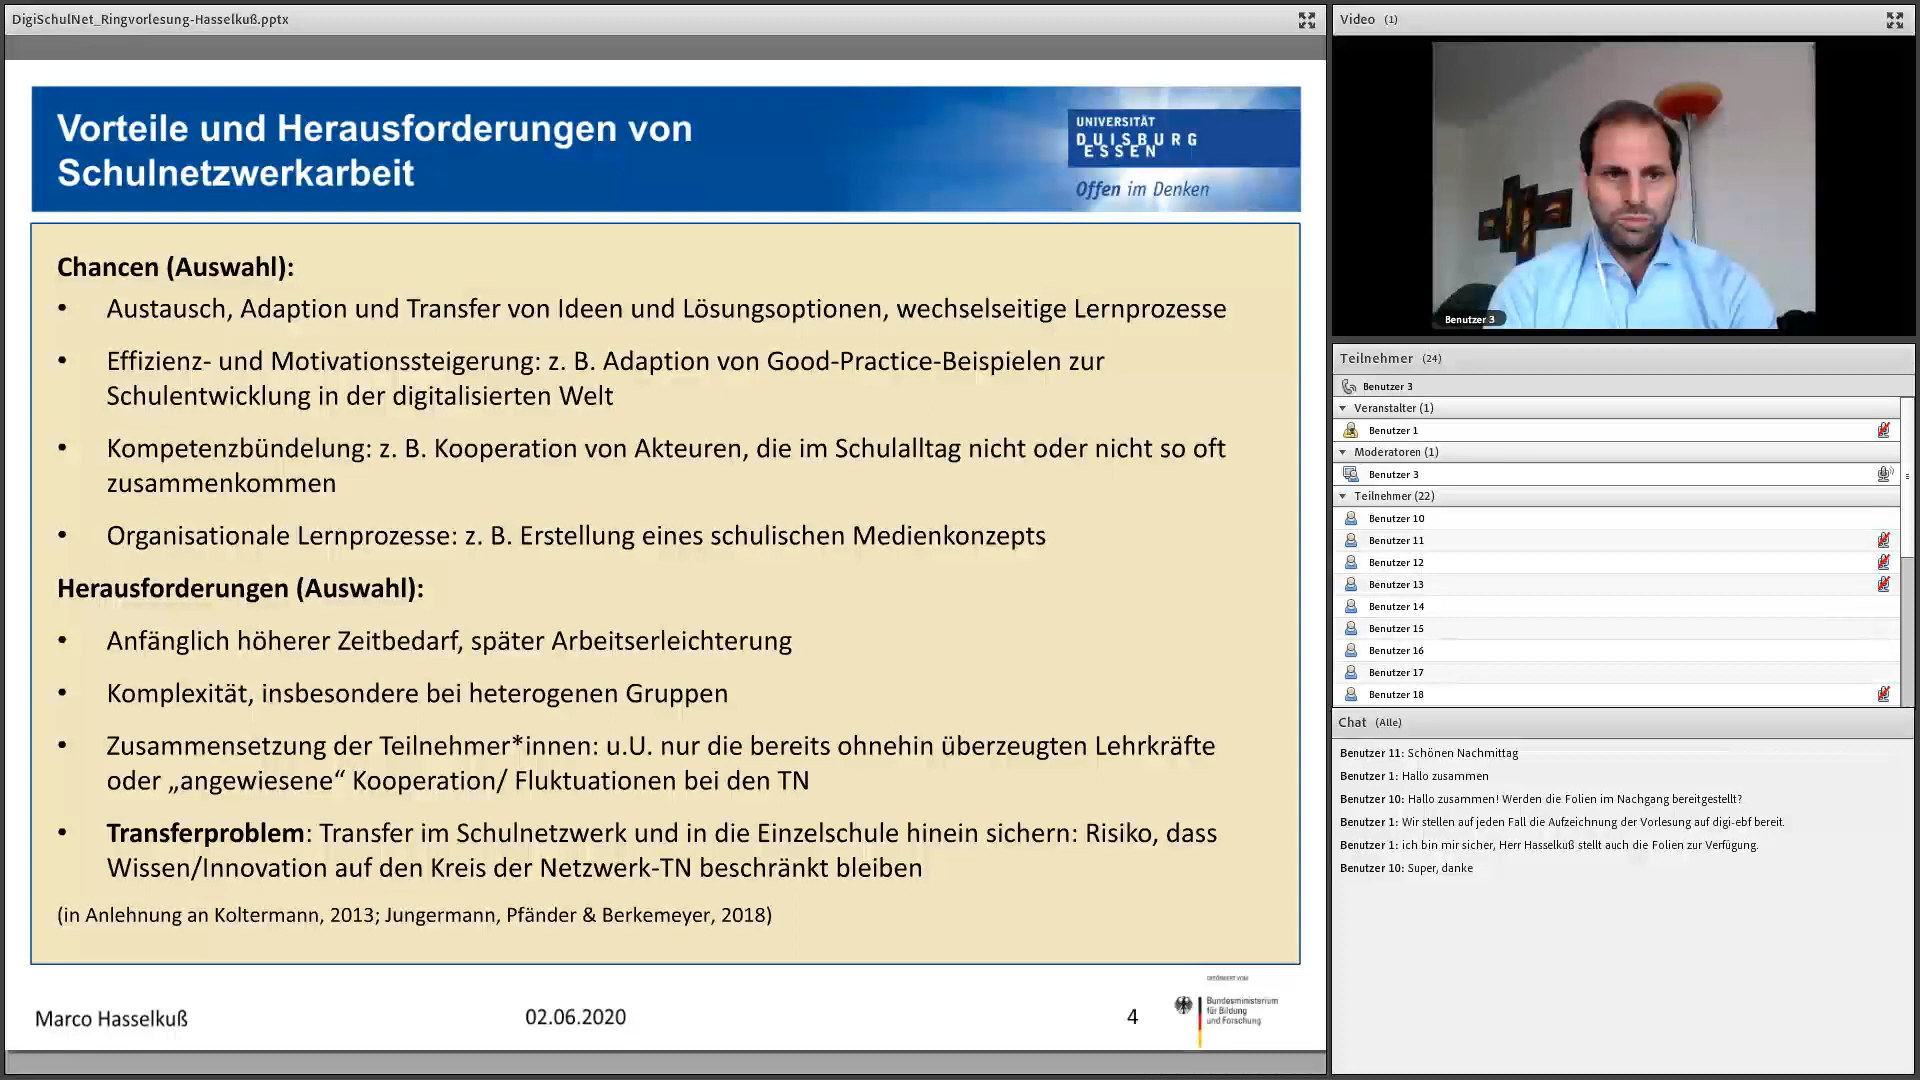 DigiSchulNet_Ringvorlesung-Hasselkuß.pptx
Vorteile und Herausforderungen von
Schulnetzwerkarbeit
UNIVERSITÄT
DUISBURG
ESSEN
Offen im Denken
Chancen (Auswahl):
• Austausch, Adaption und Transfer von Ideen und Lösungsoptionen, wechselseitige Lernprozesse
• Effizienz- und Motivationssteigerung: z. B. Adaption von Good-Practice-Beispielen zur
Schulentwicklung in der digitalisierten Welt
• Kompetenzbündelung: z. B. Kooperation von Akteuren, die im Schulalltag nicht oder nicht so oft
zusammenkommen
• Organisationale Lernprozesse: z. B. Erstellung eines schulischen Medienkonzepts
Herausforderungen (Auswahl):
• Anfänglich höherer Zeitbedarf, später Arbeitserleichterung
• Komplexität, insbesondere bei heterogenen Gruppen
• Zusammensetzung der Teilnehmer*innen: u.U. nur die bereits ohnehin überzeugten Lehrkräfte
oder „angewiesene“ Kooperation/ Fluktuationen bei den TN
• Transferproblem: Transfer im Schulnetzwerk und in die Einzelschule hinein sichern: Risiko, dass
Wissen/Innovation auf den Kreis der Netzwerk-TN beschränkt bleiben
(in Anlehnung an Koltermann, 2013; Jungermann, Pfänder & Berkemeyer, 2018)
Marco Hasselkuß
02.06.2020
4
GEFÖRDERT VOM
Bundesministerium
für Bildung
und Forschung
Video (1)
Benutzer 3
Teilnehmer (24)
Benutzer 3
Veranstalter (1)
Benutzer 1
Moderatoren (1)
Benutzer 3
Teilnehmer (22)
Benutzer 10
Benutzer 11
Benutzer 12
Benutzer 13
Benutzer 14
Benutzer 15
Benutzer 16
Benutzer 17
Benutzer 18
Chat (Alle)
Benutzer 11: Schönen Nachmittag
Benutzer 1: Hallo zusammen
Benutzer 10: Hallo zusammen! Werden die Folien im Nachgang bereitgestellt?
Benutzer 1: Wir stellen auf jeden Fall die Aufzeichnung der Vorlesung auf digi-ebf bereit.
Benutzer 1: ich bin mir sicher, Herr Hasselkuß stellt auch die Folien zur Verfügung.
Benutzer 10: Super, danke